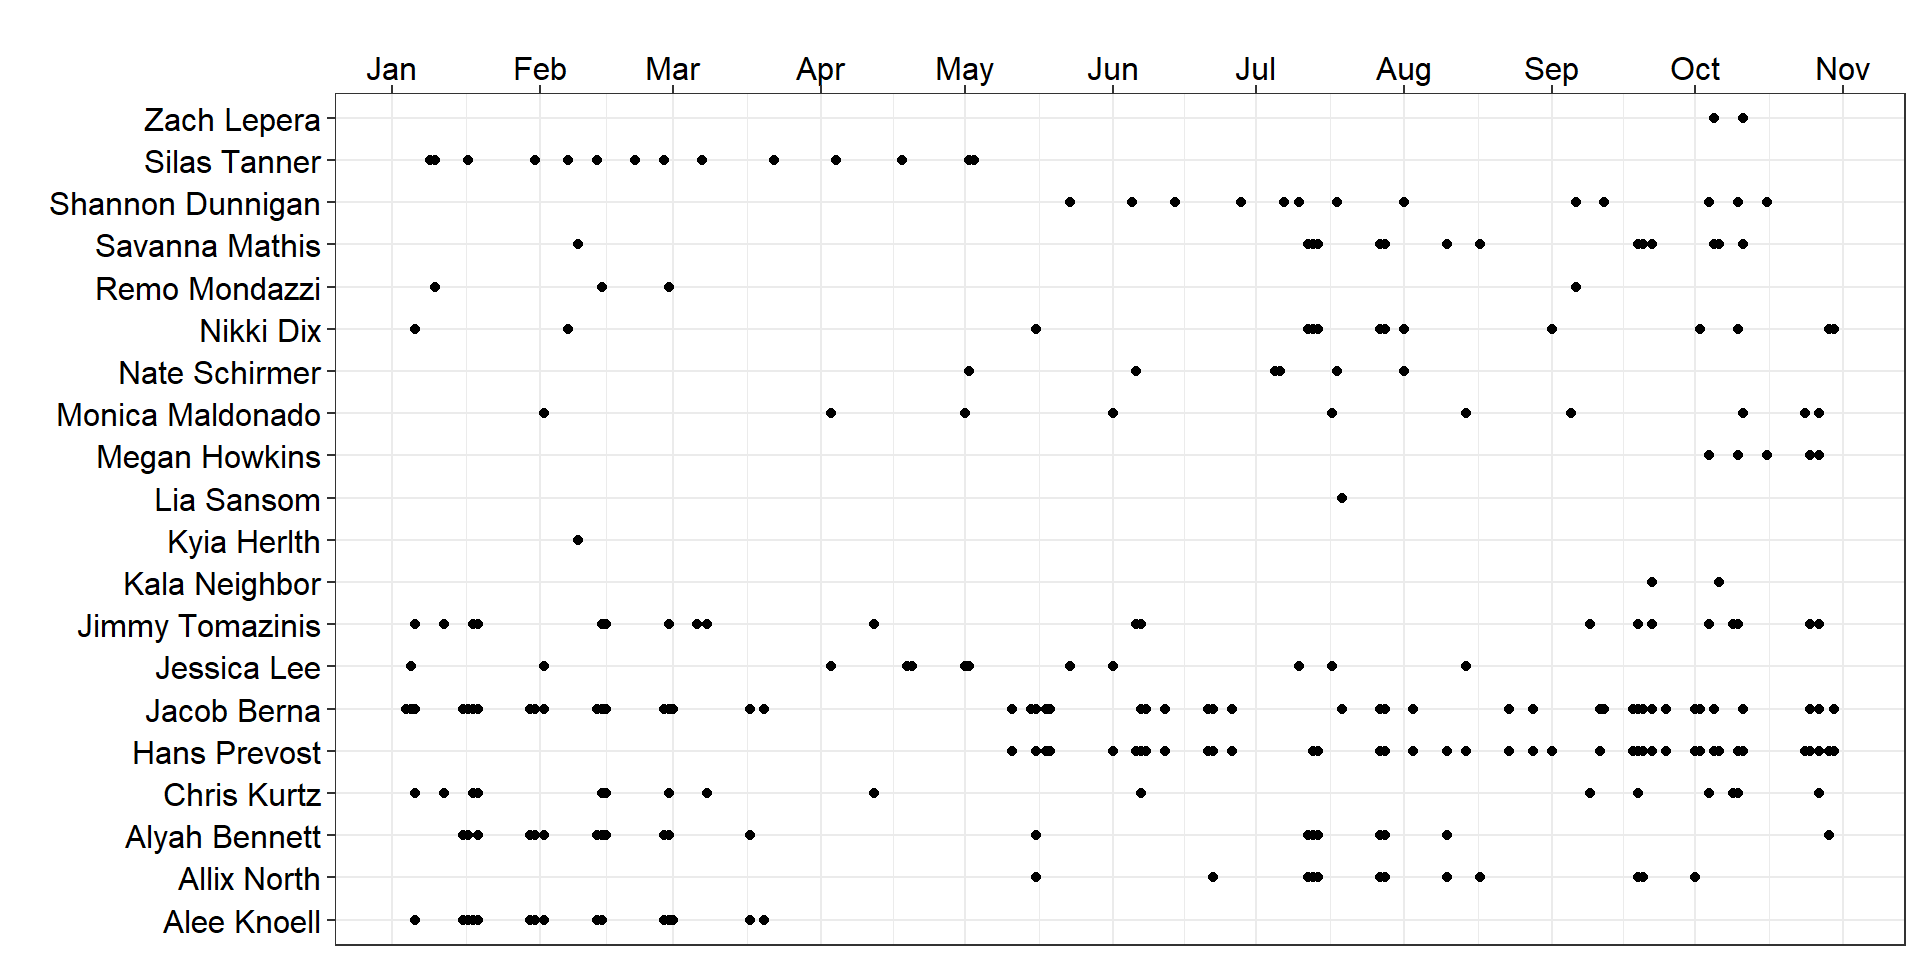 Jan Feb Mar Apr May Jun Jul Aug Sep Oct Nov
Zach Lepera
Silas Tanner
Shannon Dunnigan
Savanna Mathis
Remo Mondazzi
Nikki Dix
Nate Schirmer
Monica Maldonado
Megan Howkins
Lia Sansom
Kyia Herlth
Kala Neighbor
Jimmy Tomazinis
Jessica Lee
Jacob Berna
Hans Prevost
Chris Kurtz
Alyah Bennett
Allix North
Alee Knoell